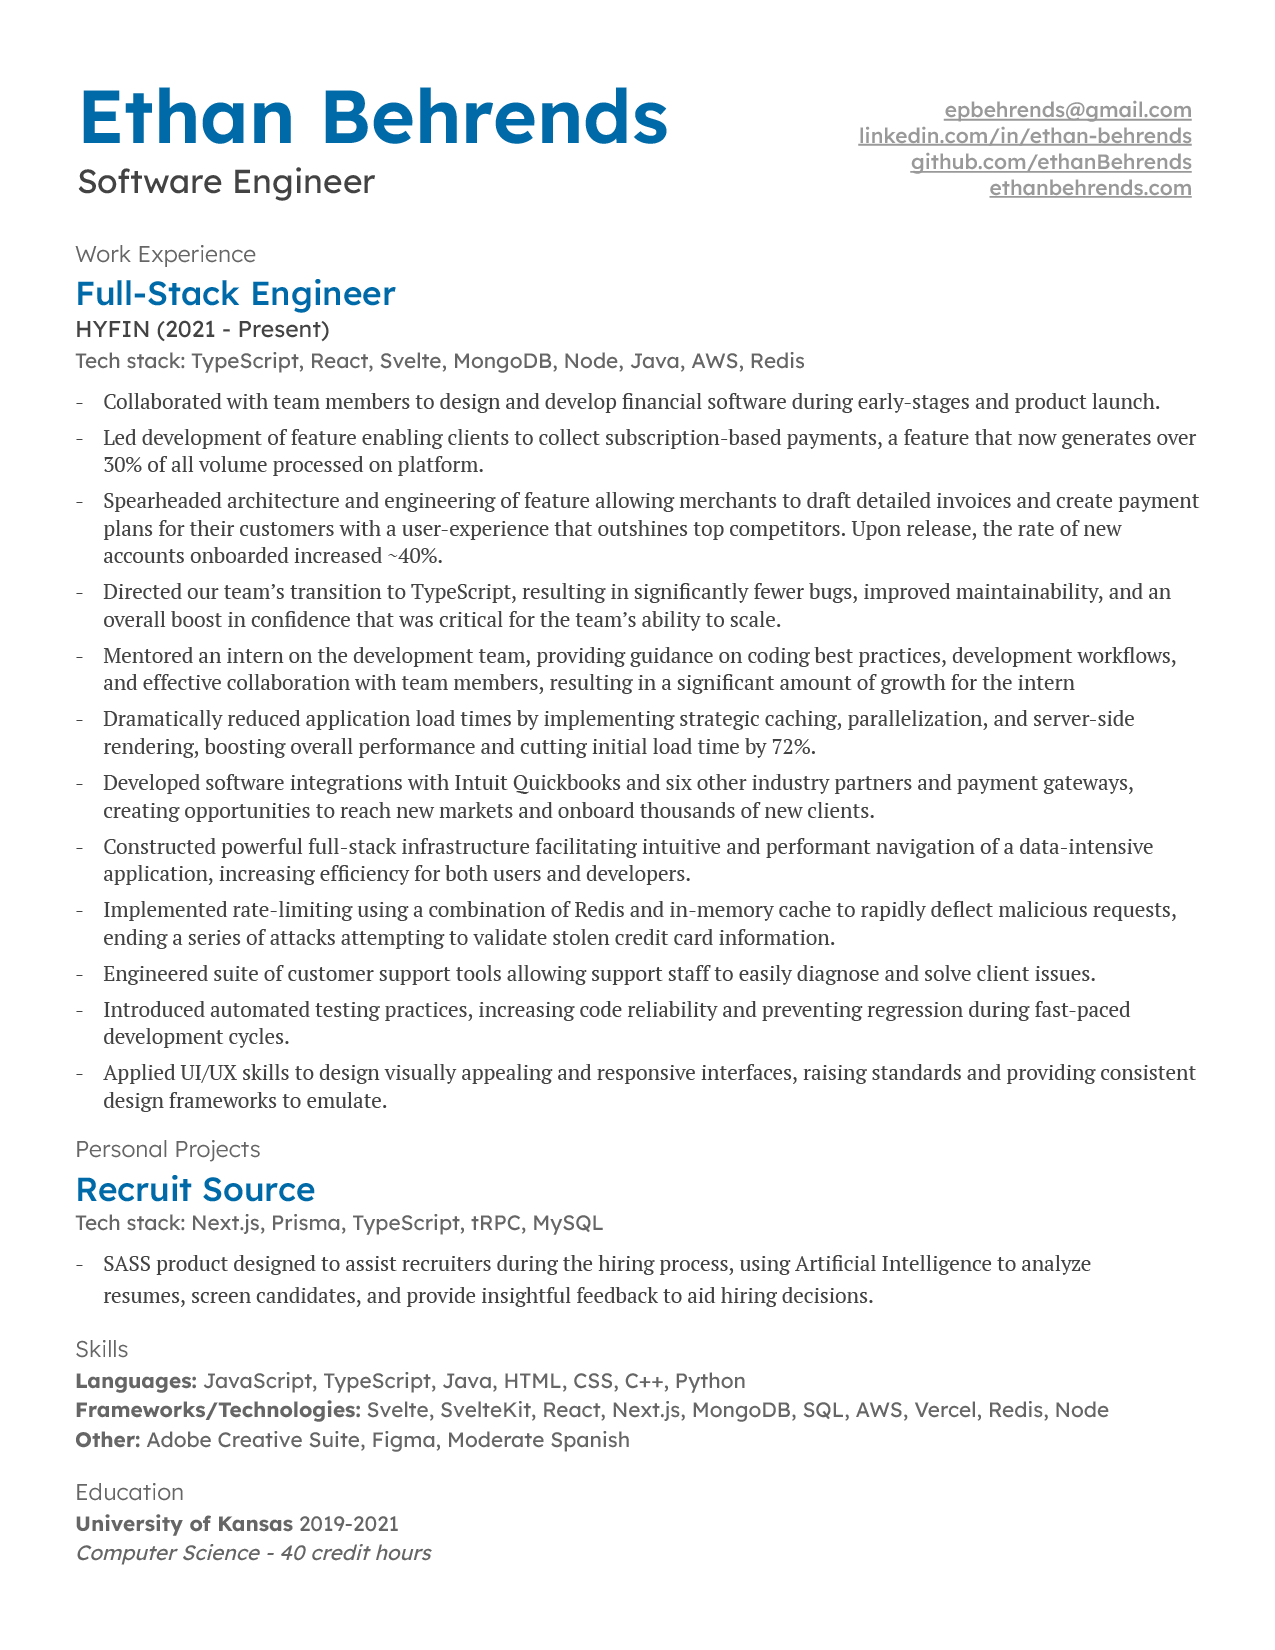 Ethan Behrends
Software Engineer
epbehrends@gmail.com
linkedin.com/in/ethan-behrends
github.com/ethanBehrends
ethanbehrends.com
Work Experience
Full-Stack Engineer
HYFIN (2021 - Present)
Tech stack: TypeScript, React, Svelte, MongoDB, Node, Java, AWS, Redis
- Collaborated with team members to design and develop financial software during early-stages and product launch.
- Led development of feature enabling clients to collect subscription-based payments, a feature that now generates over
30% of all volume processed on platform.
- Spearheaded architecture and engineering of feature allowing merchants to draft detailed invoices and create payment
plans for their customers with a user-experience that outshines top competitors. Upon release, the rate of new
accounts onboarded increased ~40%.
- Directed our team’s transition to TypeScript, resulting in significantly fewer bugs, improved maintainability, and an
overall boost in confidence that was critical for the team’s ability to scale.
- Mentored an intern on the development team, providing guidance on coding best practices, development workflows,
and effective collaboration with team members, resulting in a significant amount of growth for the intern
- Dramatically reduced application load times by implementing strategic caching, parallelization, and server-side
rendering, boosting overall performance and cutting initial load time by 72%.
- Developed software integrations with Intuit Quickbooks and six other industry partners and payment gateways,
creating opportunities to reach new markets and onboard thousands of new clients.
- Constructed powerful full-stack infrastructure facilitating intuitive and performant navigation of a data-intensive
application, increasing efficiency for both users and developers.
- Implemented rate-limiting using a combination of Redis and in-memory cache to rapidly deflect malicious requests,
ending a series of attacks attempting to validate stolen credit card information.
- Engineered suite of customer support tools allowing support staff to easily diagnose and solve client issues.
- Introduced automated testing practices, increasing code reliability and preventing regression during fast-paced
development cycles.
- Applied UI/UX skills to design visually appealing and responsive interfaces, raising standards and providing consistent
design frameworks to emulate.
Personal Projects
Recruit Source
Tech stack: Next.js, Prisma, TypeScript, tRPC, MySQL
- SASS product designed to assist recruiters during the hiring process, using Artificial Intelligence to analyze
resumes, screen candidates, and provide insightful feedback to aid hiring decisions.
Skills
Languages: JavaScript, TypeScript, Java, HTML, CSS, C++, Python
Frameworks/Technologies: Svelte, SvelteKit, React, Next.js, MongoDB, SQL, AWS, Vercel, Redis, Node
Other: Adobe Creative Suite, Figma, Moderate Spanish
Education
University of Kansas 2019-2021
Computer Science - 40 credit hours